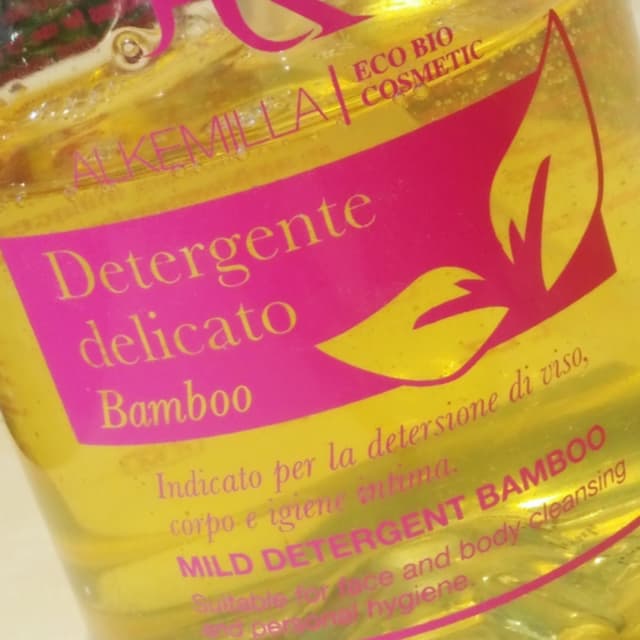 ALKEMILLA
ECO BIO
COSMETIC
Detergente
delicato
Bamboo
Indicato per la detersione di viso,
corpo e igiene intima.
MILD DETERGENT BAMBOO
Suitable for face and body cleansing
and personal hygiene.